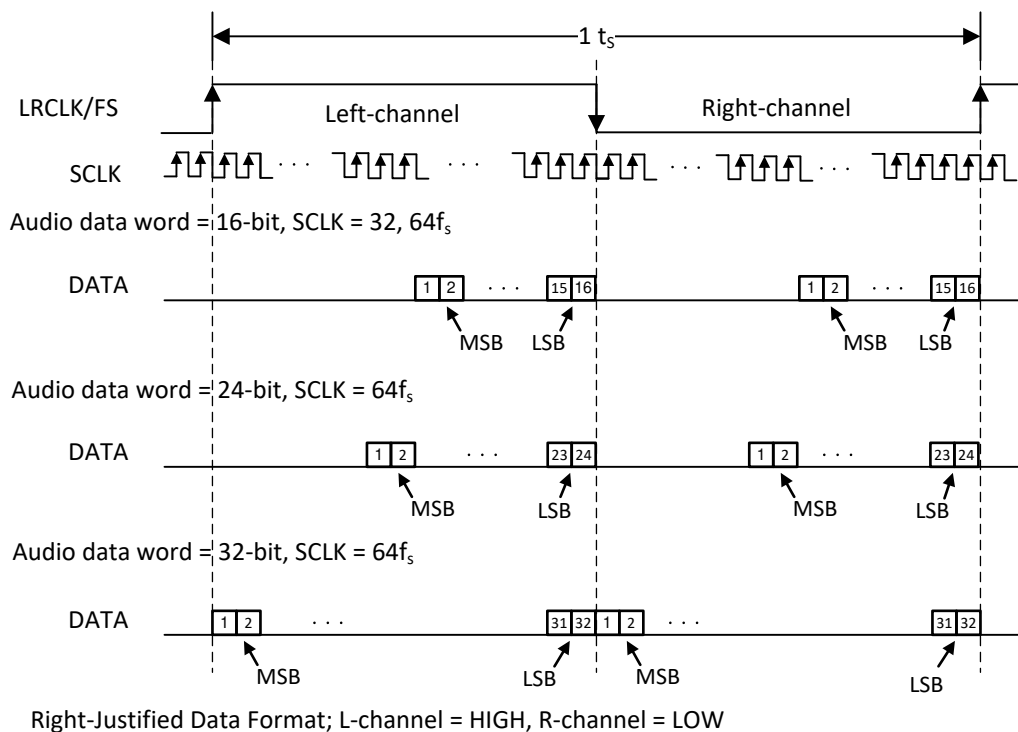 1 tS
LRCLK/FS
Left-channel
Right-channel
SCLK
. . .
. . .
. . .
. . .
Audio data word = 16-bit, SCLK = 32, 64fs
DATA
1 2 . . . 15 16 1 2 . . . 15 16
MSB LSB MSB LSB
Audio data word = 24-bit, SCLK = 64fs
DATA
1 2 . . . 23 24 1 2 . . . 23 24
MSB LSB MSB LSB
Audio data word = 32-bit, SCLK = 64fs
DATA
1 2 . . . 31 32 1 2 . . . 31 32
MSB LSB MSB LSB
Right-Justified Data Format; L-channel = HIGH, R-channel = LOW